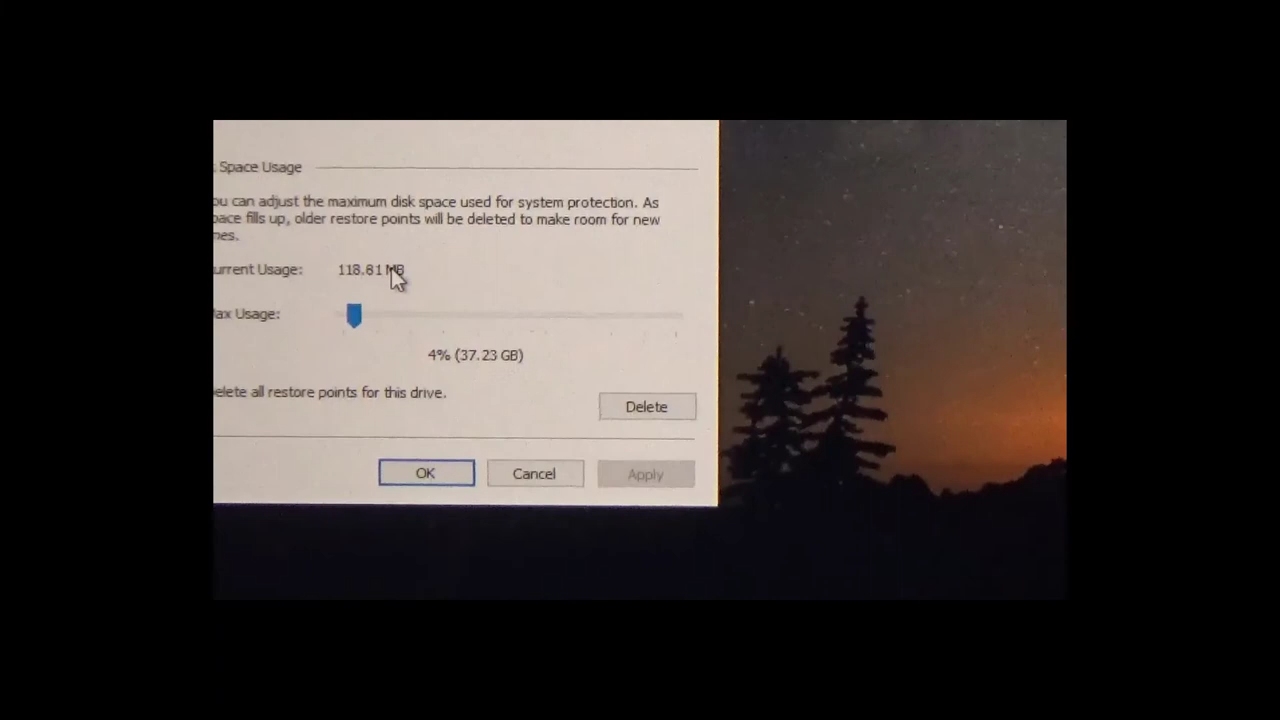 Space Usage
ou can adjust the maximum disk space used for system protection. As
pace fills up, older restore points will be deleted to make room for new
nes.
urrent Usage: 118.81 MB
ax Usage:
4% (37.23 GB)
elete all restore points for this drive.
Delete
OK Cancel Apply